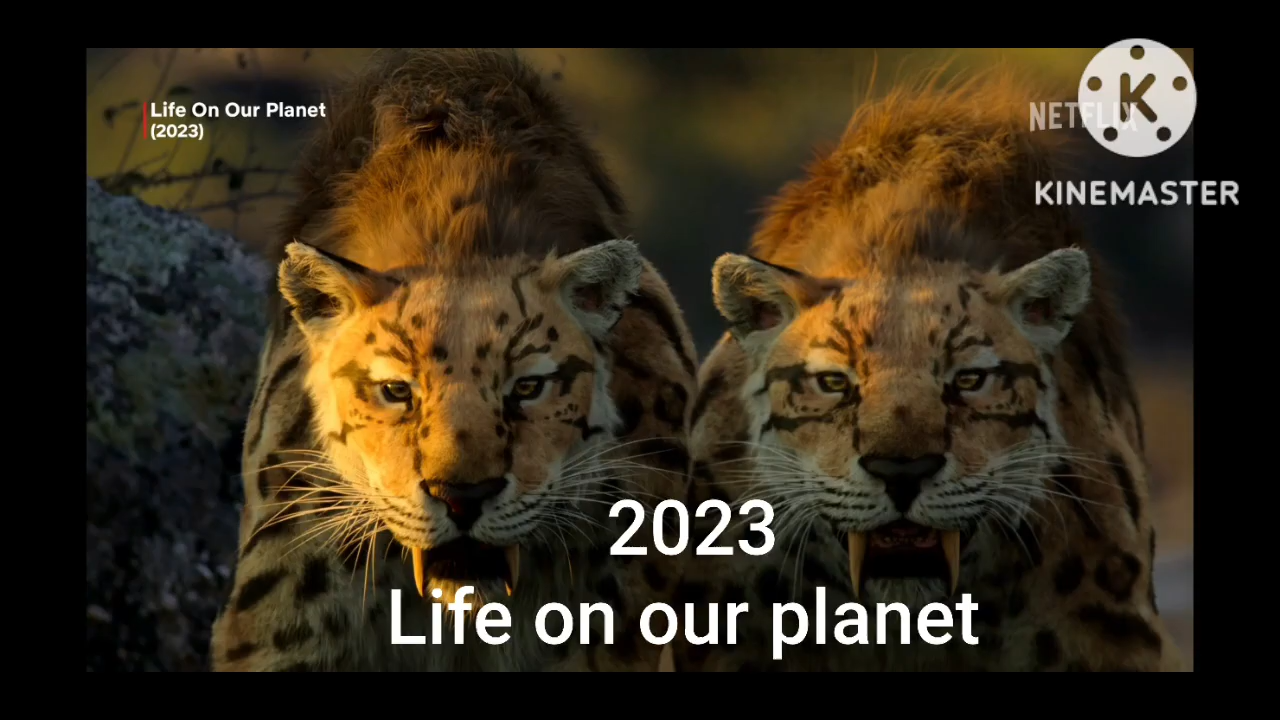 Life On Our Planet
(2023)
NETFLIX
K
KINEMASTER
2023
Life on our planet